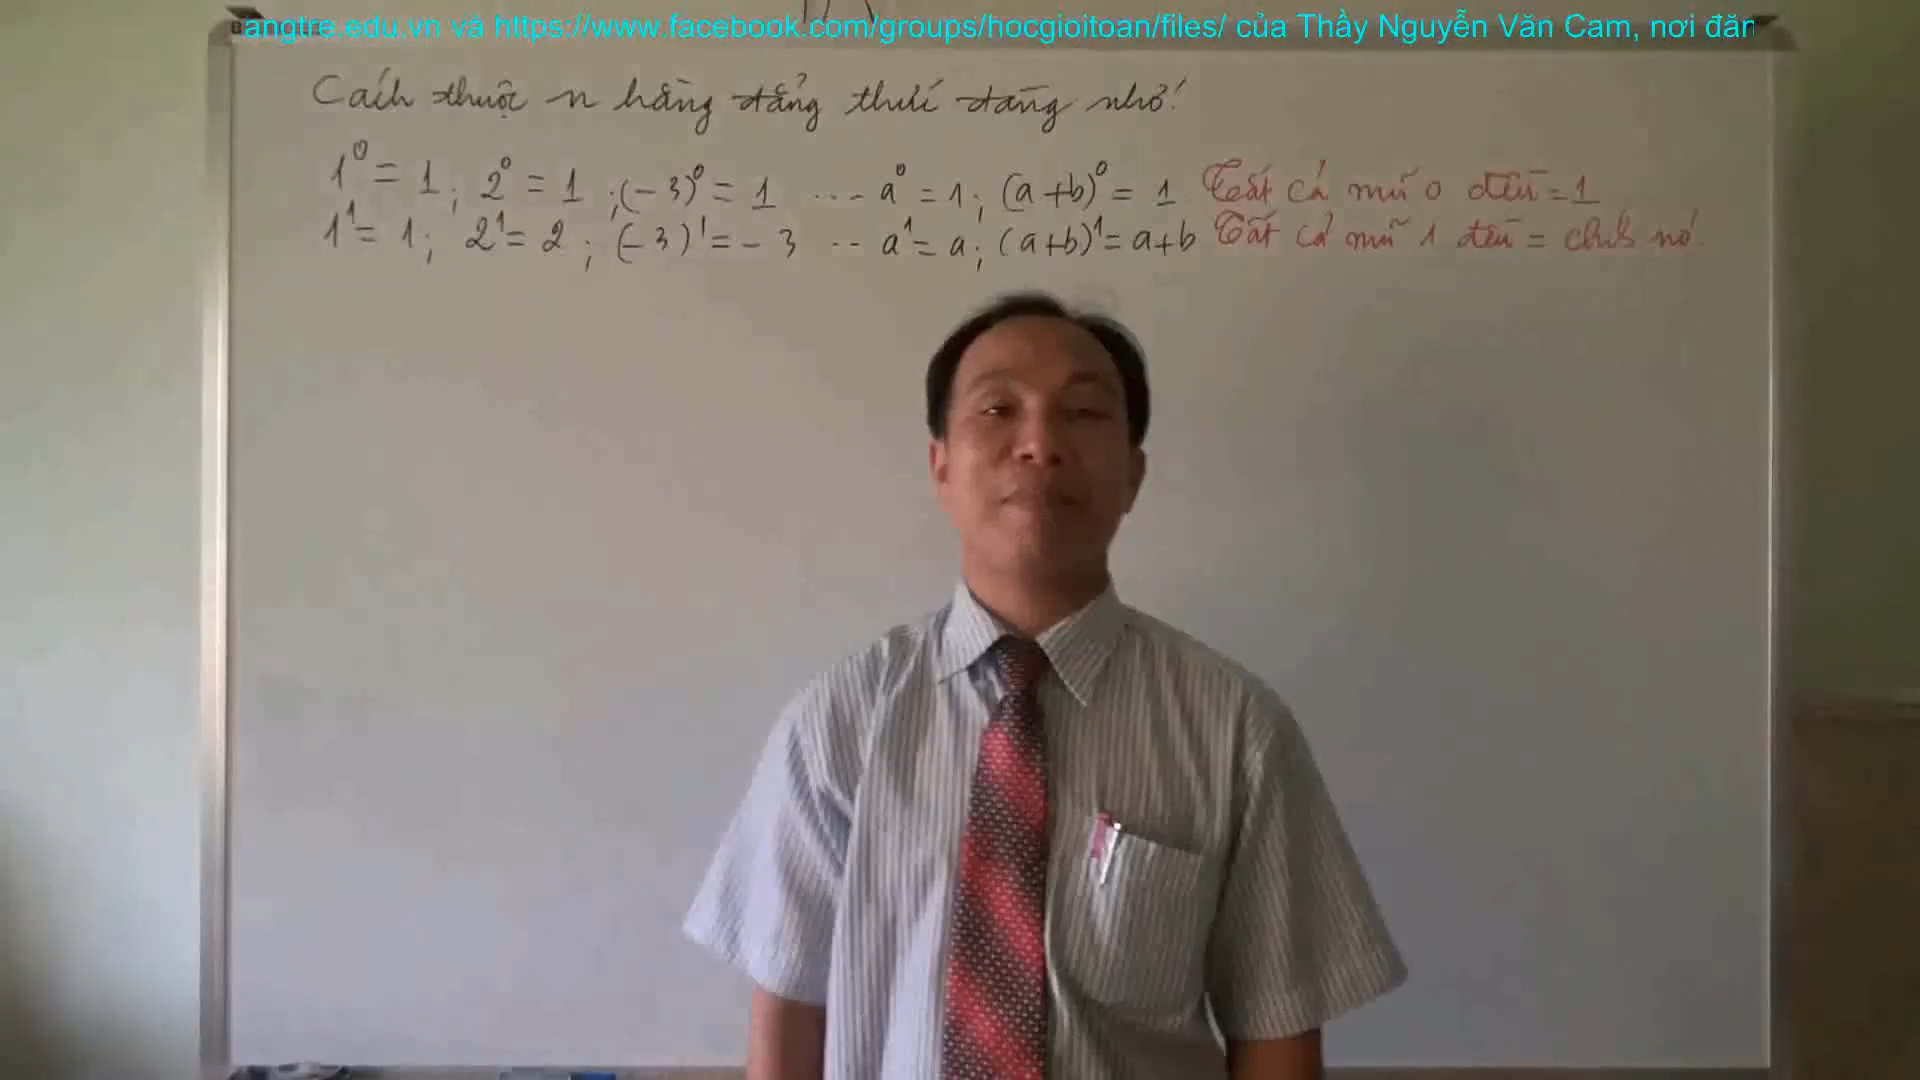 angtre.edu.vn và https://www.facebook.com/groups/hocgioitoan/files/ của Thầy Nguyễn Văn Cam, nơi đăn
Cách thuộc n hằng đẳng thức đáng nhớ!
1⁰ = 1; 2⁰ = 1; (-3)⁰ = 1 ... a⁰ = 1; (a+b)⁰ = 1 Tất cả mũ 0 đều = 1
1¹ = 1; 2¹ = 2; (-3)¹ = -3 .. a¹ = a; (a+b)¹ = a+b Tất cả mũ 1 đều = chính nó.